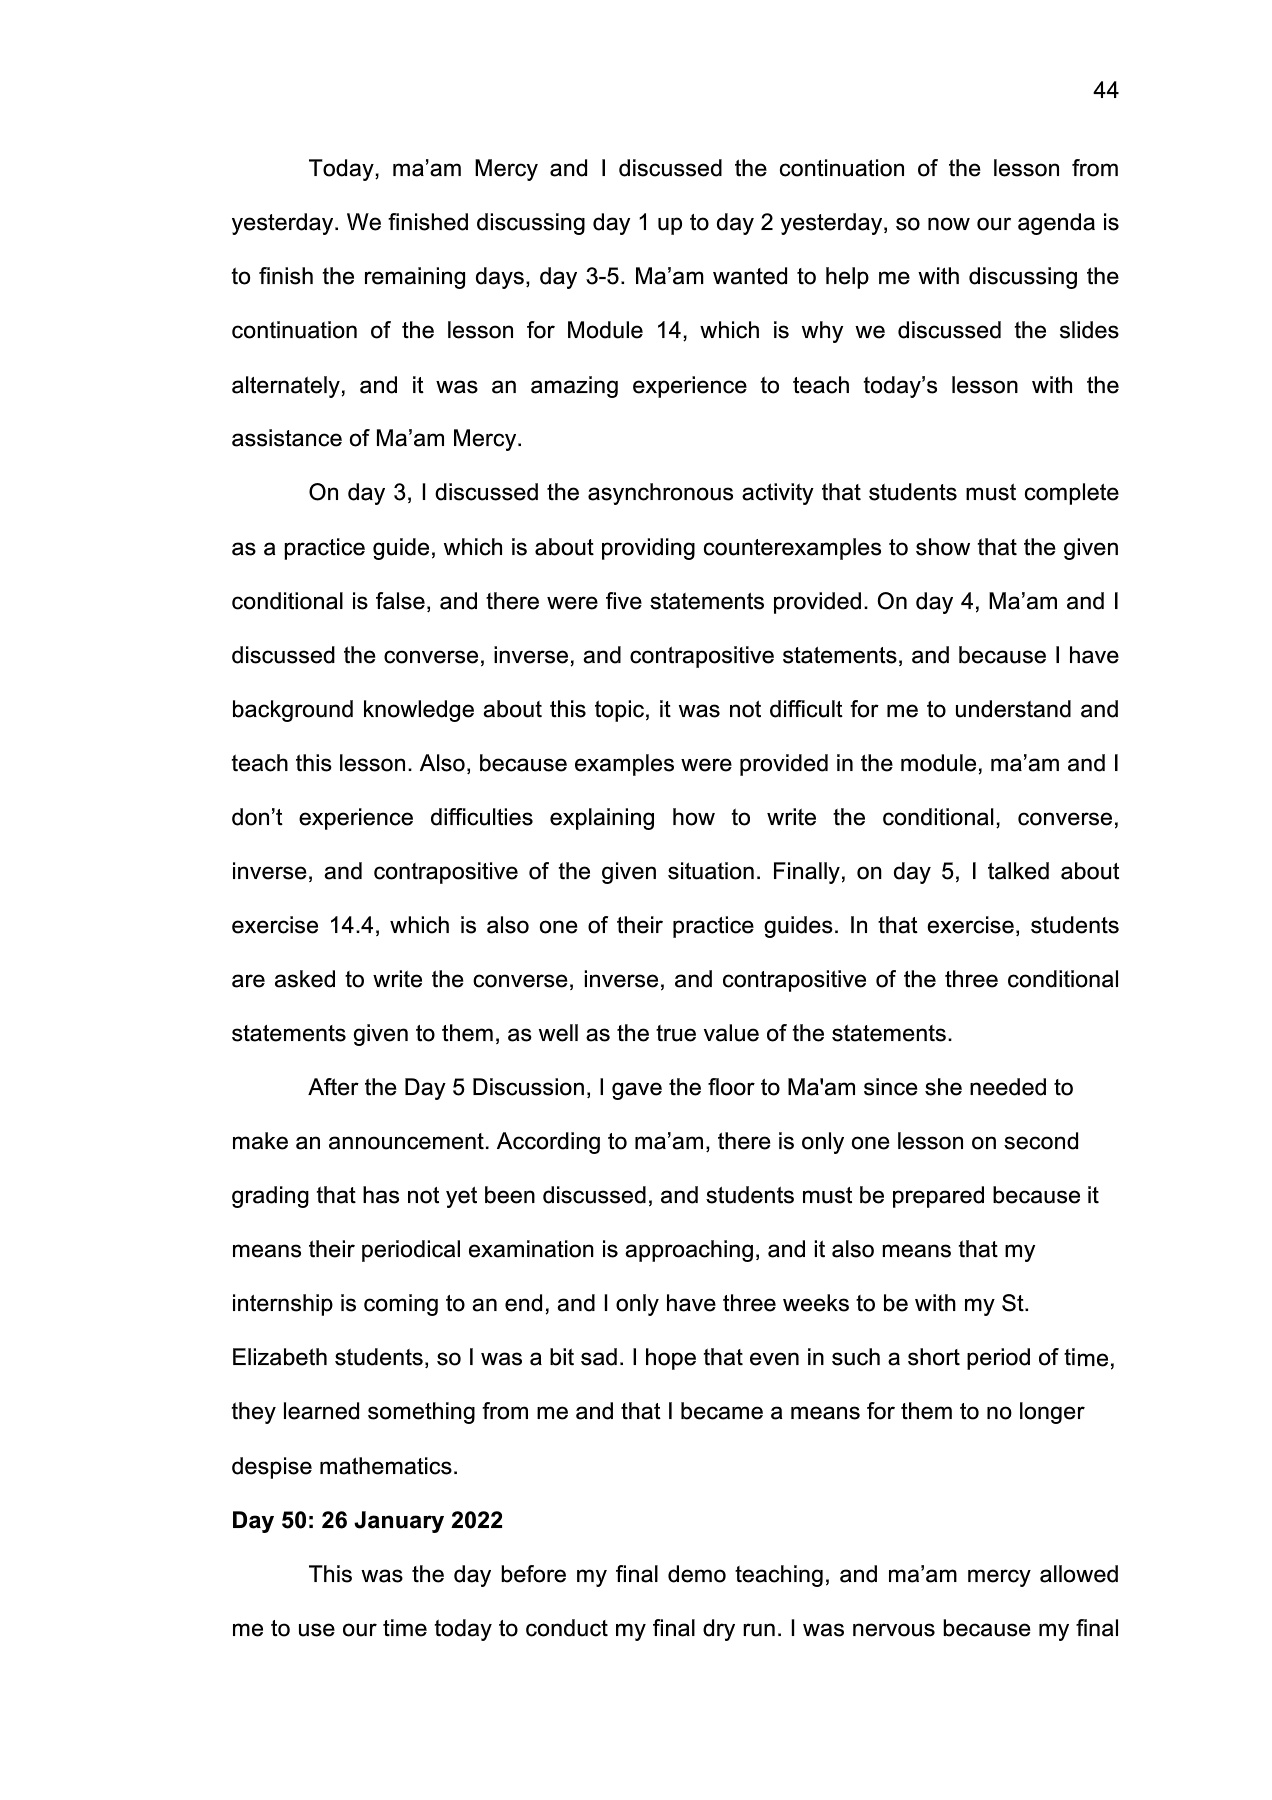 44
Today, ma’am Mercy and I discussed the continuation of the lesson from
yesterday. We finished discussing day 1 up to day 2 yesterday, so now our agenda is
to finish the remaining days, day 3-5. Ma’am wanted to help me with discussing the
continuation of the lesson for Module 14, which is why we discussed the slides
alternately, and it was an amazing experience to teach today’s lesson with the
assistance of Ma’am Mercy.
On day 3, I discussed the asynchronous activity that students must complete
as a practice guide, which is about providing counterexamples to show that the given
conditional is false, and there were five statements provided. On day 4, Ma’am and I
discussed the converse, inverse, and contrapositive statements, and because I have
background knowledge about this topic, it was not difficult for me to understand and
teach this lesson. Also, because examples were provided in the module, ma’am and I
don’t experience difficulties explaining how to write the conditional, converse,
inverse, and contrapositive of the given situation. Finally, on day 5, I talked about
exercise 14.4, which is also one of their practice guides. In that exercise, students
are asked to write the converse, inverse, and contrapositive of the three conditional
statements given to them, as well as the true value of the statements.
After the Day 5 Discussion, I gave the floor to Ma'am since she needed to
make an announcement. According to ma’am, there is only one lesson on second
grading that has not yet been discussed, and students must be prepared because it
means their periodical examination is approaching, and it also means that my
internship is coming to an end, and I only have three weeks to be with my St.
Elizabeth students, so I was a bit sad. I hope that even in such a short period of time,
they learned something from me and that I became a means for them to no longer
despise mathematics.
Day 50: 26 January 2022
This was the day before my final demo teaching, and ma’am mercy allowed
me to use our time today to conduct my final dry run. I was nervous because my final